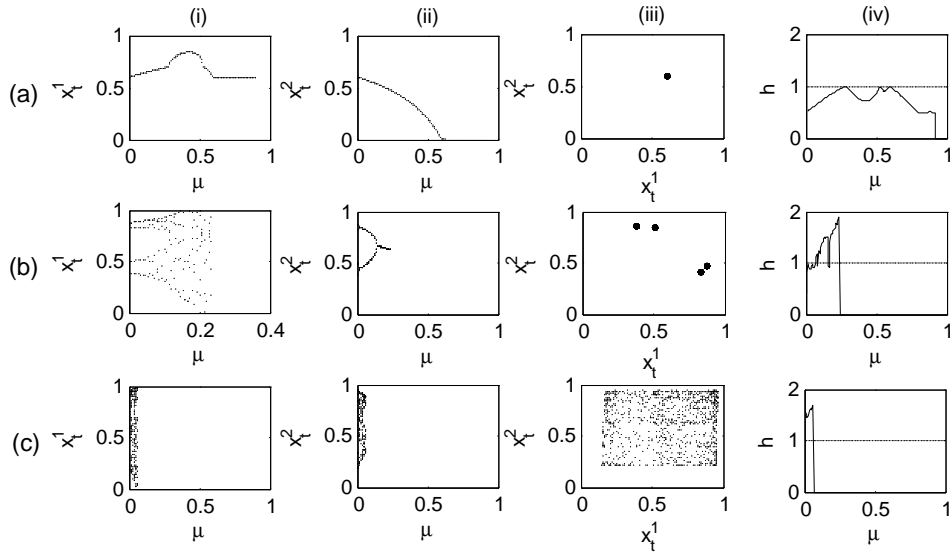 (i) (ii) (iii) (iv)
(a)
x_t^1 1 0.5 0 0 0.5 1 μ
x_t^2 1 0.5 0 0 0.5 1 μ
x_t^2 1 0.5 0 0 0.5 1 x_t^1
h 2 1 0 0 0.5 1 μ
(b)
x_t^1 1 0.5 0 0 0.2 0.4 μ
x_t^2 1 0.5 0 0 0.5 1 μ
x_t^2 1 0.5 0 0 0.5 1 x_t^1
h 2 1 0 0 0.5 1 μ
(c)
x_t^1 1 0.5 0 0 0.5 1 μ
x_t^2 1 0.5 0 0 0.5 1 μ
x_t^2 1 0.5 0 0 0.5 1 x_t^1
h 2 1 0 0 0.5 1 μ